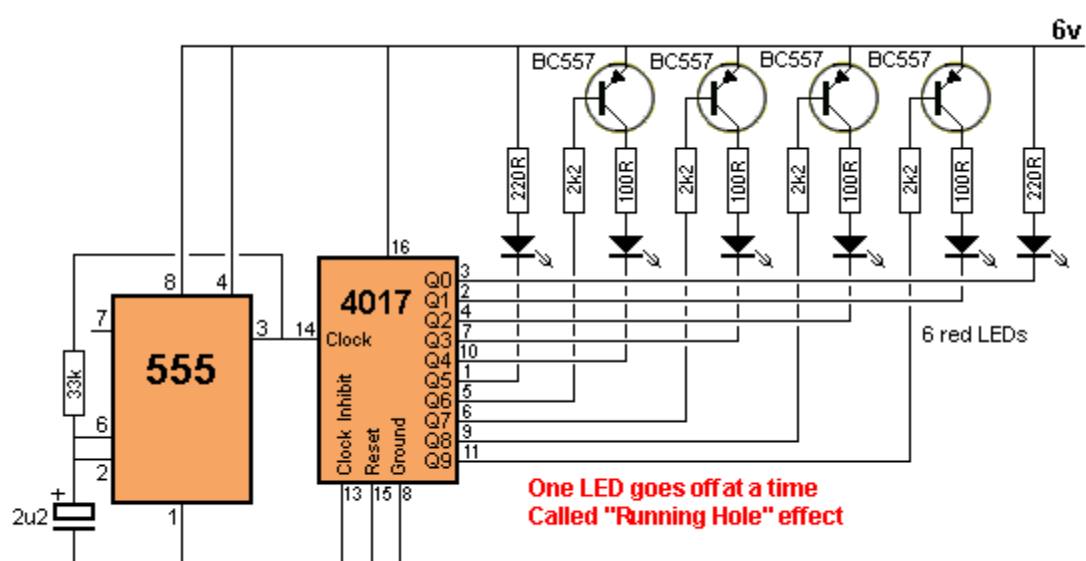 6v
BC557 BC557 BC557 BC557
220R 2k2 100R 2k2 100R 2k2 100R 2k2 100R 220R
16
8 4
7
3 14
555
33k
6
2
1
+
2u2
4017
Clock
Clock Inhibit
Reset
Ground
Q0 3
Q1 2
Q2 4
Q3 7
Q4 10
Q5 1
Q6 5
Q7 6
Q8 9
Q9 11
13 15 8
6 red LEDs
One LED goes off at a time
Called "Running Hole" effect